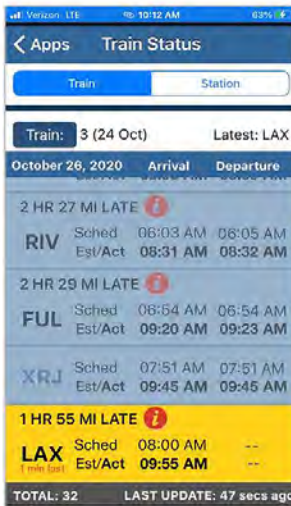 Verizon LTE 10:12 AM 63%
Apps Train Status
Train Station
Train: 3 (24 Oct) Latest: LAX
October 26, 2020 Arrival Departure
2 HR 27 MI LATE i
RIV Sched 06:03 AM 06:05 AM
Est/Act 08:31 AM 08:32 AM
2 HR 29 MI LATE i
FUL Sched 06:54 AM 06:54 AM
Est/Act 09:20 AM 09:23 AM
XRJ Sched 07:51 AM 07:51 AM
Est/Act 09:45 AM 09:45 AM
1 HR 55 MI LATE i
LAX Sched 08:00 AM --
1 min last Est/Act 09:55 AM --
TOTAL: 32 LAST UPDATE: 47 secs ago